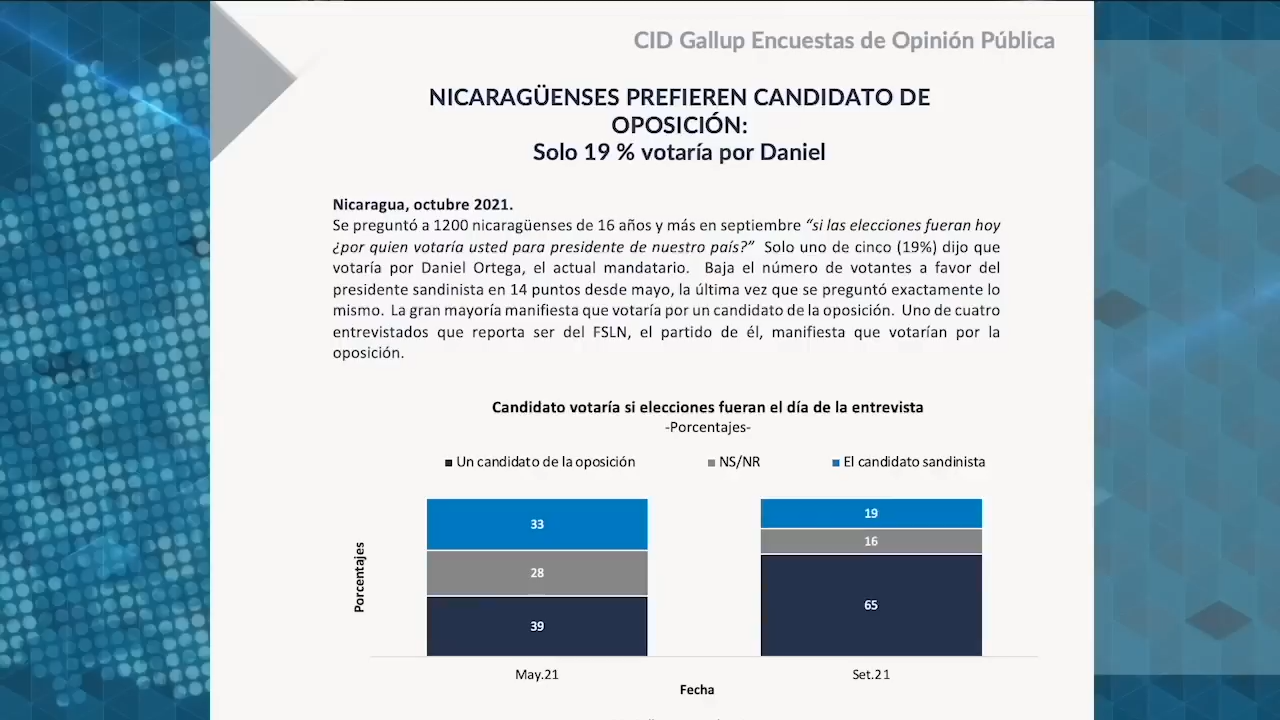 CID Gallup Encuestas de Opinión Pública
NICARAGÜENSES PREFIEREN CANDIDATO DE
OPOSICIÓN:
Solo 19 % votaría por Daniel
Nicaragua, octubre 2021.
Se preguntó a 1200 nicaragüenses de 16 años y más en septiembre “si las elecciones fueran hoy
¿por quien votaría usted para presidente de nuestro país?” Solo uno de cinco (19%) dijo que
votaría por Daniel Ortega, el actual mandatario. Baja el número de votantes a favor del
presidente sandinista en 14 puntos desde mayo, la última vez que se preguntó exactamente lo
mismo. La gran mayoría manifiesta que votaría por un candidato de la oposición. Uno de cuatro
entrevistados que reporta ser del FSLN, el partido de él, manifiesta que votarían por la
oposición.
Candidato votaría si elecciones fueran el día de la entrevista
-Porcentajes-
Un candidato de la oposición NS/NR El candidato sandinista
Porcentajes
33
28
39
19
16
65
May.21 Set.21
Fecha